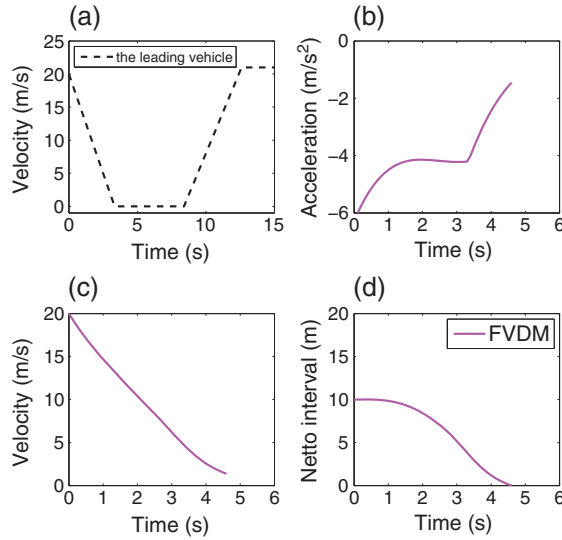 (a)
25
20
15
10
5
0
Velocity (m/s)
the leading vehicle
0 5 10 15
Time (s)
(b)
0
−2
−4
−6
Acceleration (m/s²)
0 1 2 3 4 5 6
Time (s)
(c)
20
15
10
5
0
Velocity (m/s)
0 1 2 3 4 5 6
Time (s)
(d)
20
15
10
5
0
Netto interval (m)
FVDM
0 1 2 3 4 5 6
Time (s)